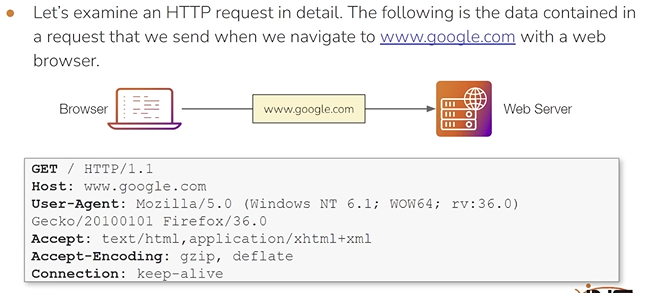 Let's examine an HTTP request in detail. The following is the data contained in
a request that we send when we navigate to www.google.com with a web
browser.
Browser
www.google.com
Web Server
GET / HTTP/1.1
Host: www.google.com
User-Agent: Mozilla/5.0 (Windows NT 6.1; WOW64; rv:36.0)
Gecko/20100101 Firefox/36.0
Accept: text/html,application/xhtml+xml
Accept-Encoding: gzip, deflate
Connection: keep-alive